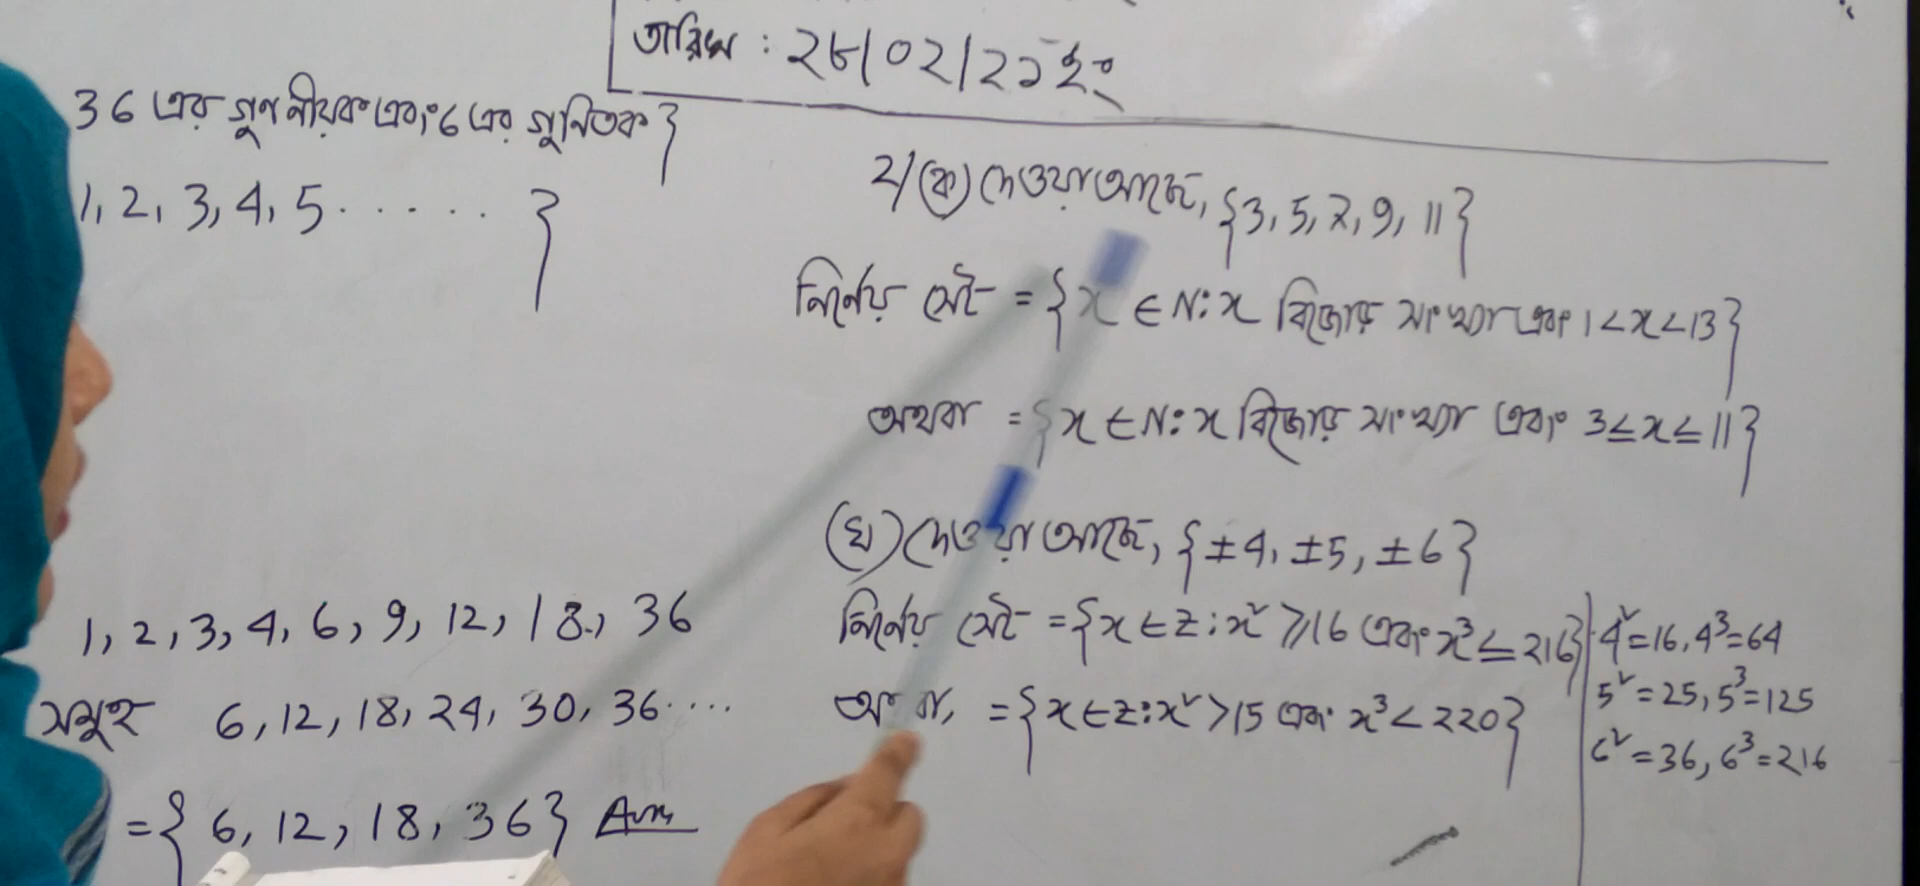 তারিখ : ২৮/০২/২১ইং
36 এর গুণনীয়ক এবং 6 এর গুনিতক}
1, 2, 3, 4, 5 . . . . . }
2/(ক) দেওয়া আছে, {3, 5, 7, 9, 11}
নির্নেয় সেট = {x ∈ N : x বিজোড় সংখ্যা এবং 1 < x < 13}
অথবা = {x ∈ N : x বিজোড় সংখ্যা এবং 3 ≤ x ≤ 11}
(ঘ) দেওয়া আছে, {±4, ±5, ±6}
নির্নেয় সেট = {x ∈ Z : x² ⩾ 16 এবং x³ ≤ 216}
অথবা, = {x ∈ Z : x² > 15 এবং x³ < 220}
4² = 16, 4³ = 64
5² = 25, 5³ = 125
6² = 36, 6³ = 216
1, 2, 3, 4, 6, 9, 12, 18, 36
সমূহ 6, 12, 18, 24, 30, 36 ....
= { 6, 12, 18, 36} Ans